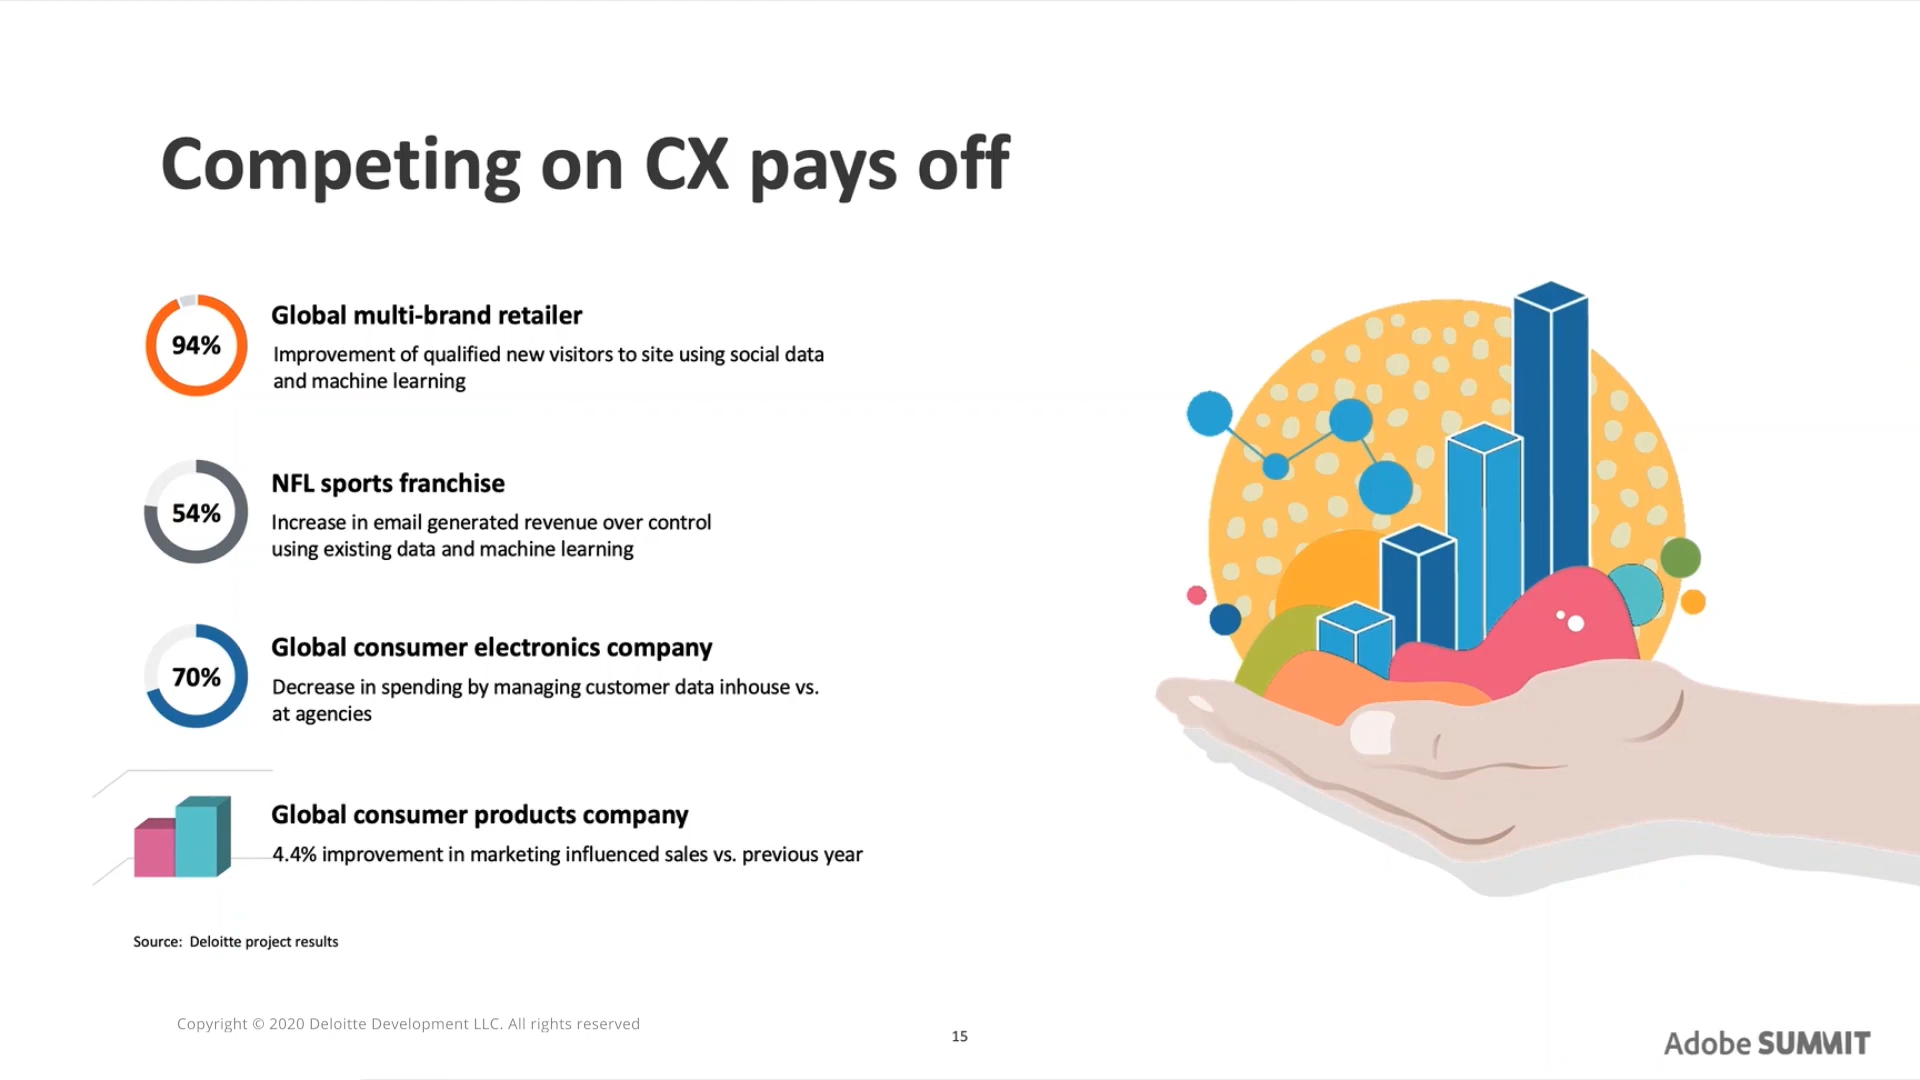 Competing on CX pays off
94%
Global multi-brand retailer
Improvement of qualified new visitors to site using social data
and machine learning
54%
NFL sports franchise
Increase in email generated revenue over control
using existing data and machine learning
70%
Global consumer electronics company
Decrease in spending by managing customer data inhouse vs.
at agencies
Global consumer products company
4.4% improvement in marketing influenced sales vs. previous year
Source: Deloitte project results
Copyright © 2020 Deloitte Development LLC. All rights reserved
15
Adobe SUMMIT